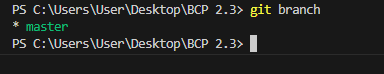 PS C:\Users\User\Desktop\BCP 2.3> git branch
* master
PS C:\Users\User\Desktop\BCP 2.3>